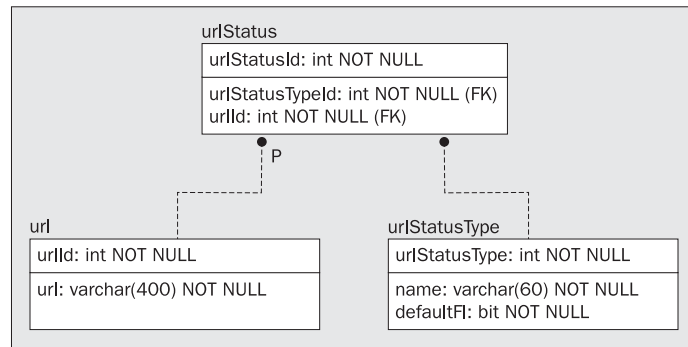 urlStatus
urlStatusId: int NOT NULL
urlStatusTypeId: int NOT NULL (FK)
urlId: int NOT NULL (FK)
P
url
urlId: int NOT NULL
url: varchar(400) NOT NULL
urlStatusType
urlStatusType: int NOT NULL
name: varchar(60) NOT NULL
defaultFl: bit NOT NULL